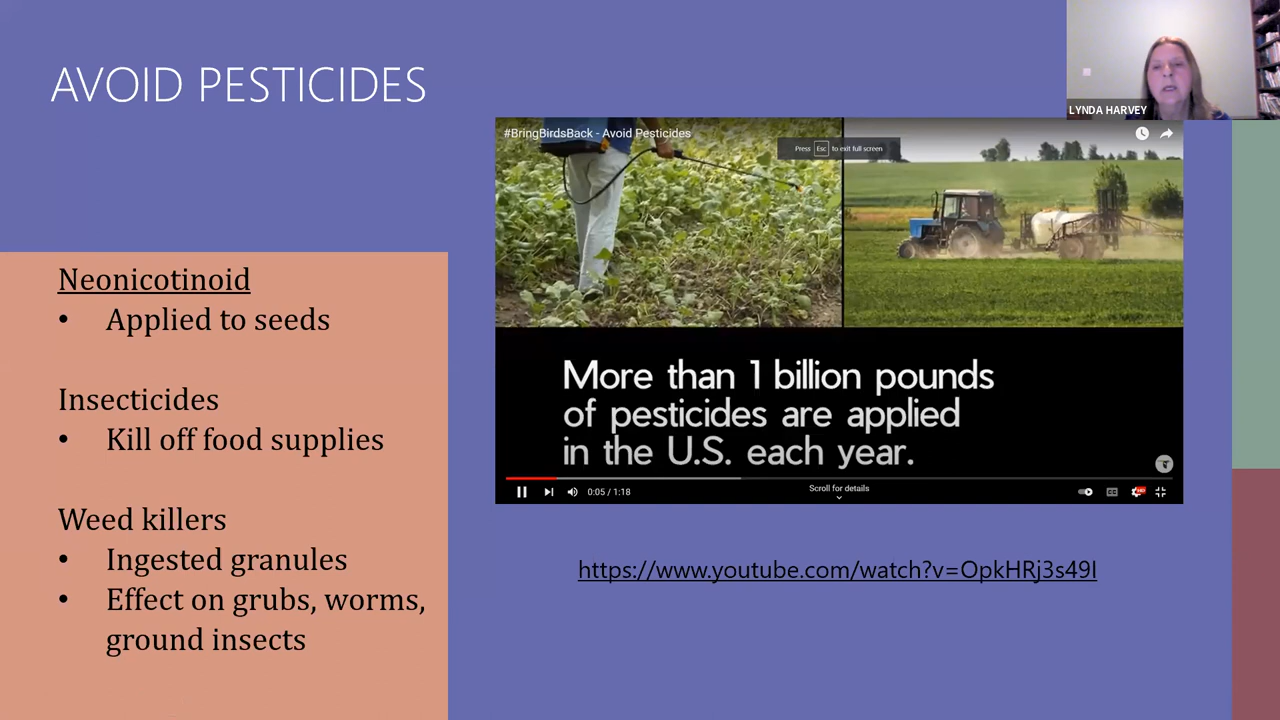 AVOID PESTICIDES
LYNDA HARVEY
#BringBirdsBack - Avoid Pesticides
Press Esc to exit full screen
Neonicotinoid
• Applied to seeds
Insecticides
• Kill off food supplies
Weed killers
• Ingested granules
• Effect on grubs, worms,
ground insects
More than 1 billion pounds
of pesticides are applied
in the U.S. each year.
0:05 / 1:18
Scroll for details
CC
HD
https://www.youtube.com/watch?v=OpkHRj3s49I